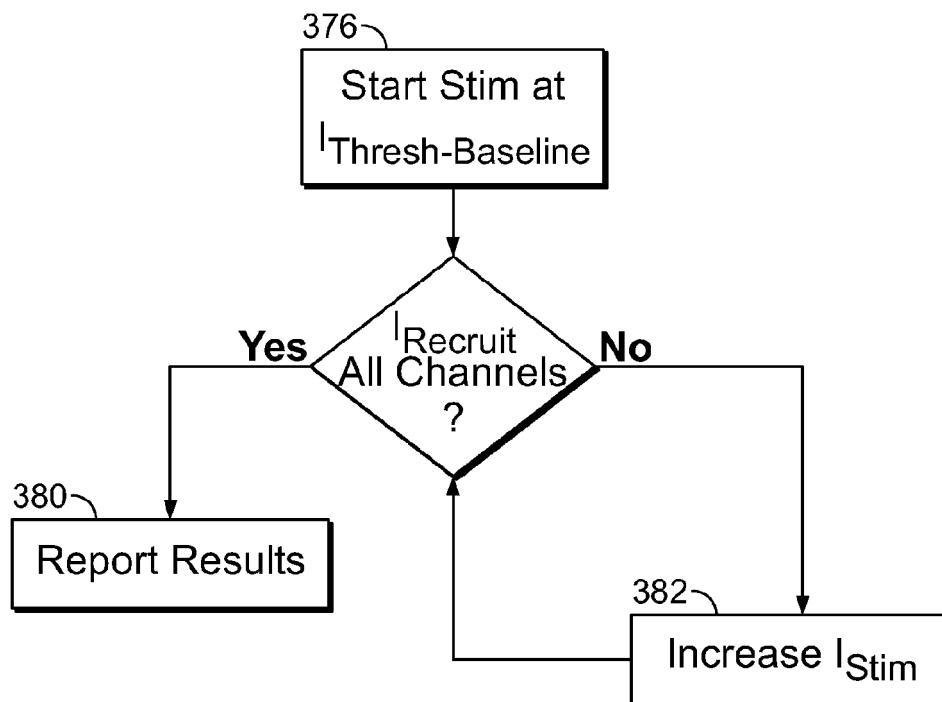 376
Start Stim at
IThresh-Baseline
IRecruit
All Channels
?
Yes
No
380
Report Results
382
Increase IStim